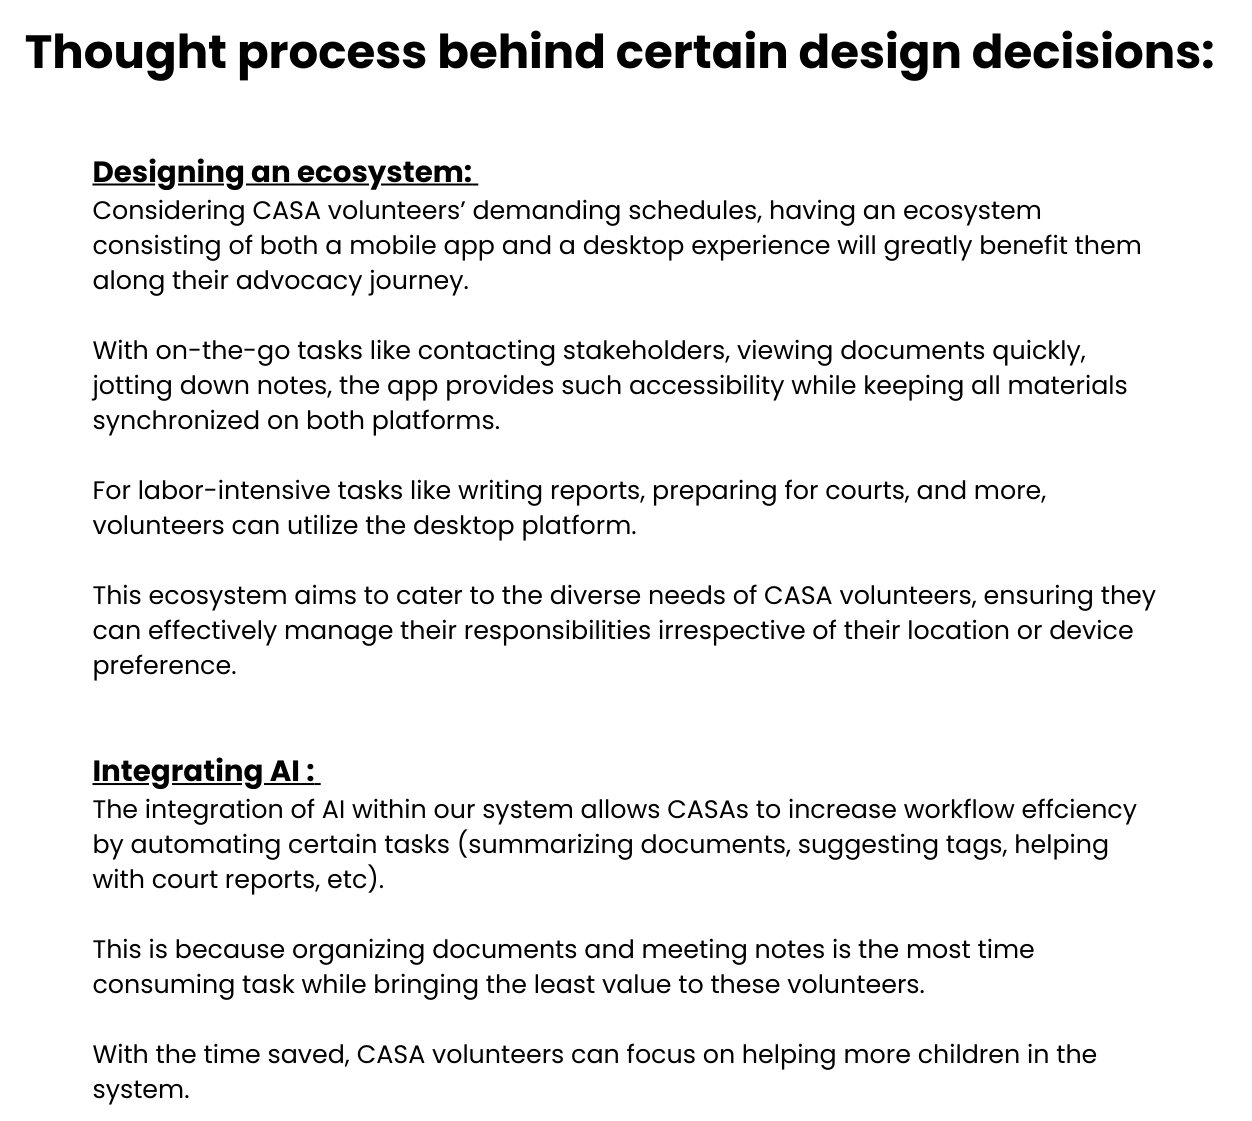 Thought process behind certain design decisions:
Designing an ecosystem:
Considering CASA volunteers’ demanding schedules, having an ecosystem
consisting of both a mobile app and a desktop experience will greatly benefit them
along their advocacy journey.
With on-the-go tasks like contacting stakeholders, viewing documents quickly,
jotting down notes, the app provides such accessibility while keeping all materials
synchronized on both platforms.
For labor-intensive tasks like writing reports, preparing for courts, and more,
volunteers can utilize the desktop platform.
This ecosystem aims to cater to the diverse needs of CASA volunteers, ensuring they
can effectively manage their responsibilities irrespective of their location or device
preference.
Integrating AI :
The integration of AI within our system allows CASAs to increase workflow effciency
by automating certain tasks (summarizing documents, suggesting tags, helping
with court reports, etc).
This is because organizing documents and meeting notes is the most time
consuming task while bringing the least value to these volunteers.
With the time saved, CASA volunteers can focus on helping more children in the
system.